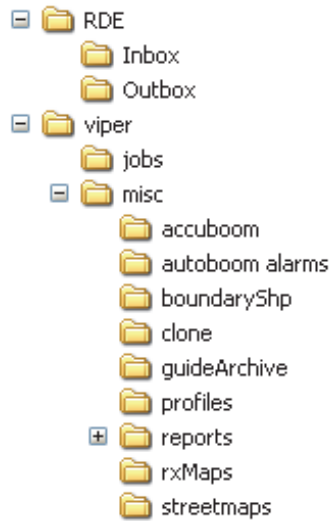 RDE
Inbox
Outbox
viper
jobs
misc
accuboom
autoboom alarms
boundaryShp
clone
guideArchive
profiles
reports
rxMaps
streetmaps